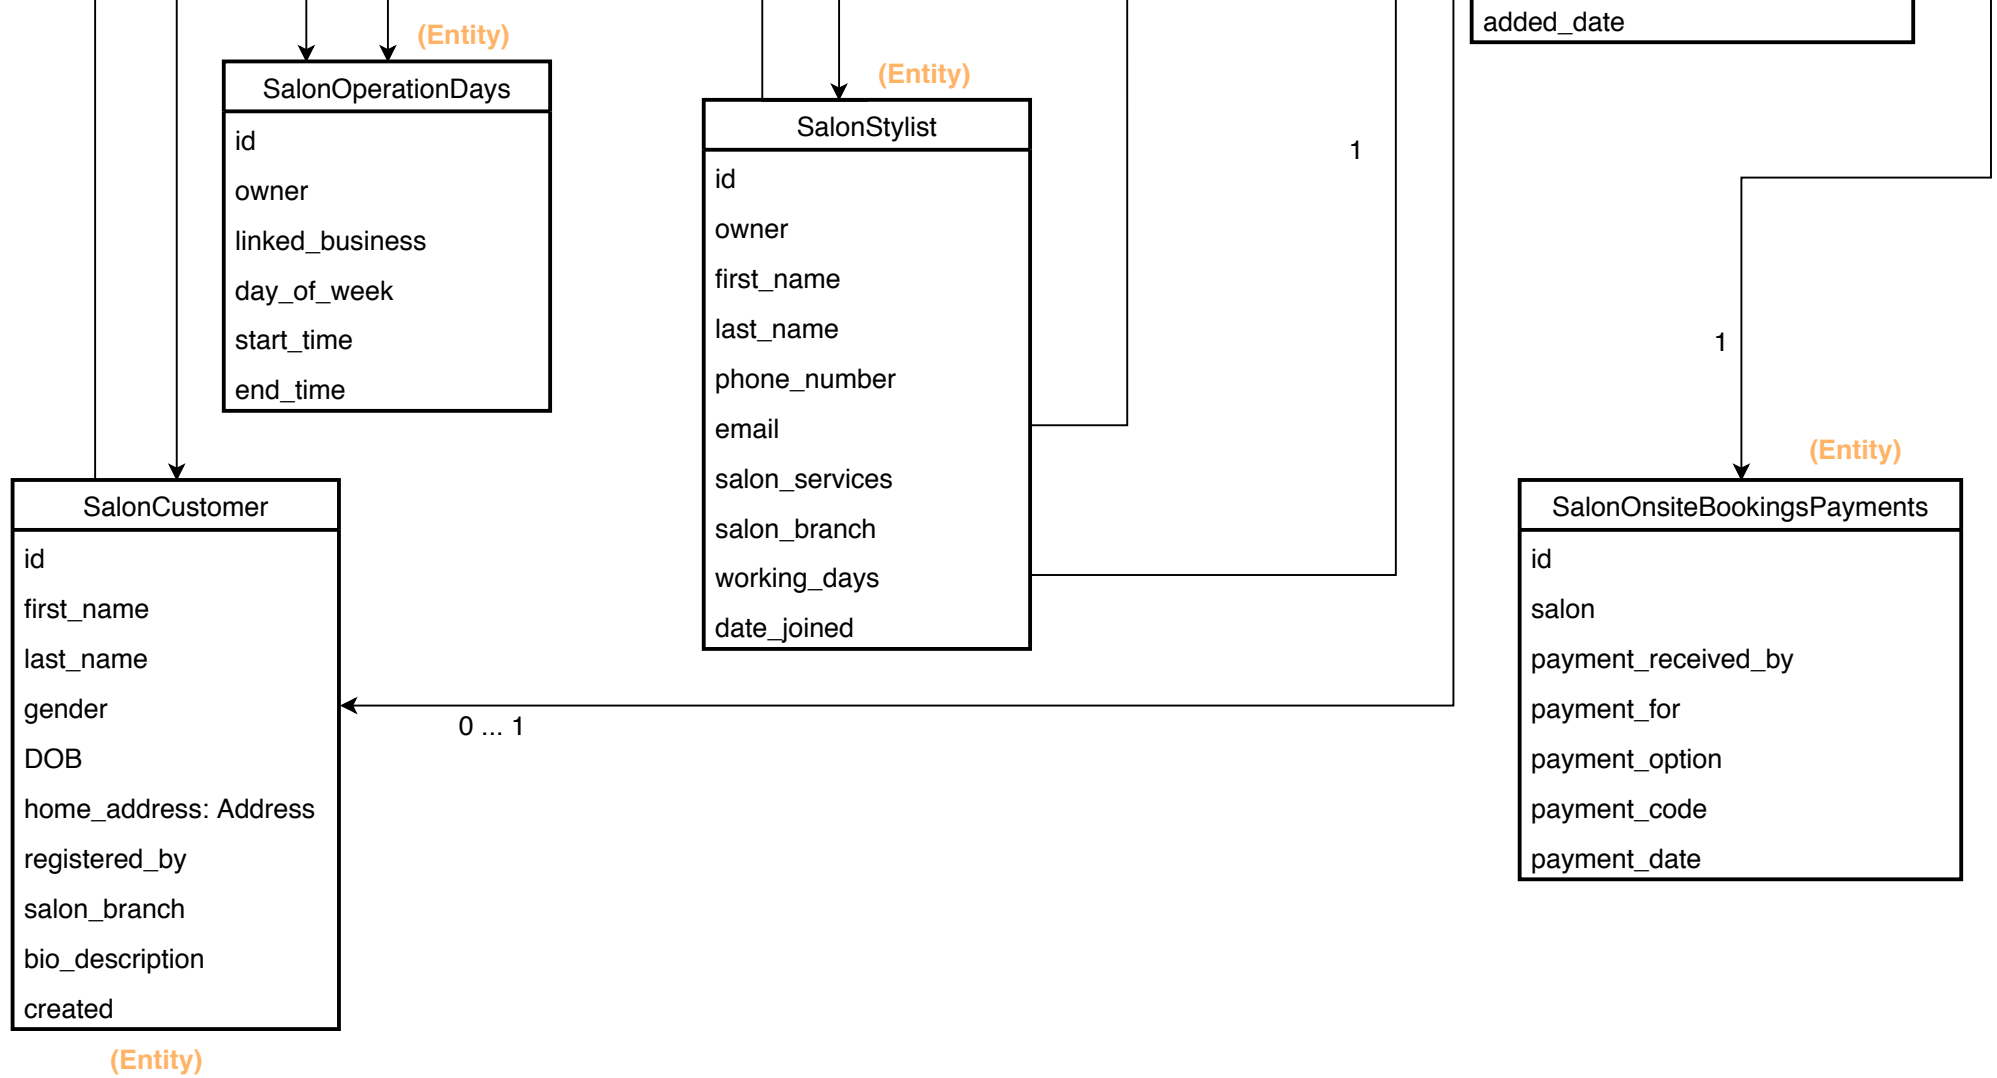 added_date
(Entity)
SalonOperationDays
id
owner
linked_business
day_of_week
start_time
end_time
(Entity)
SalonStylist
id
owner
first_name
last_name
phone_number
email
salon_services
salon_branch
working_days
date_joined
1
1
(Entity)
SalonCustomer
id
first_name
last_name
gender
DOB
home_address: Address
registered_by
salon_branch
bio_description
created
(Entity)
0 ... 1
SalonOnsiteBookingsPayments
id
salon
payment_received_by
payment_for
payment_option
payment_code
payment_date